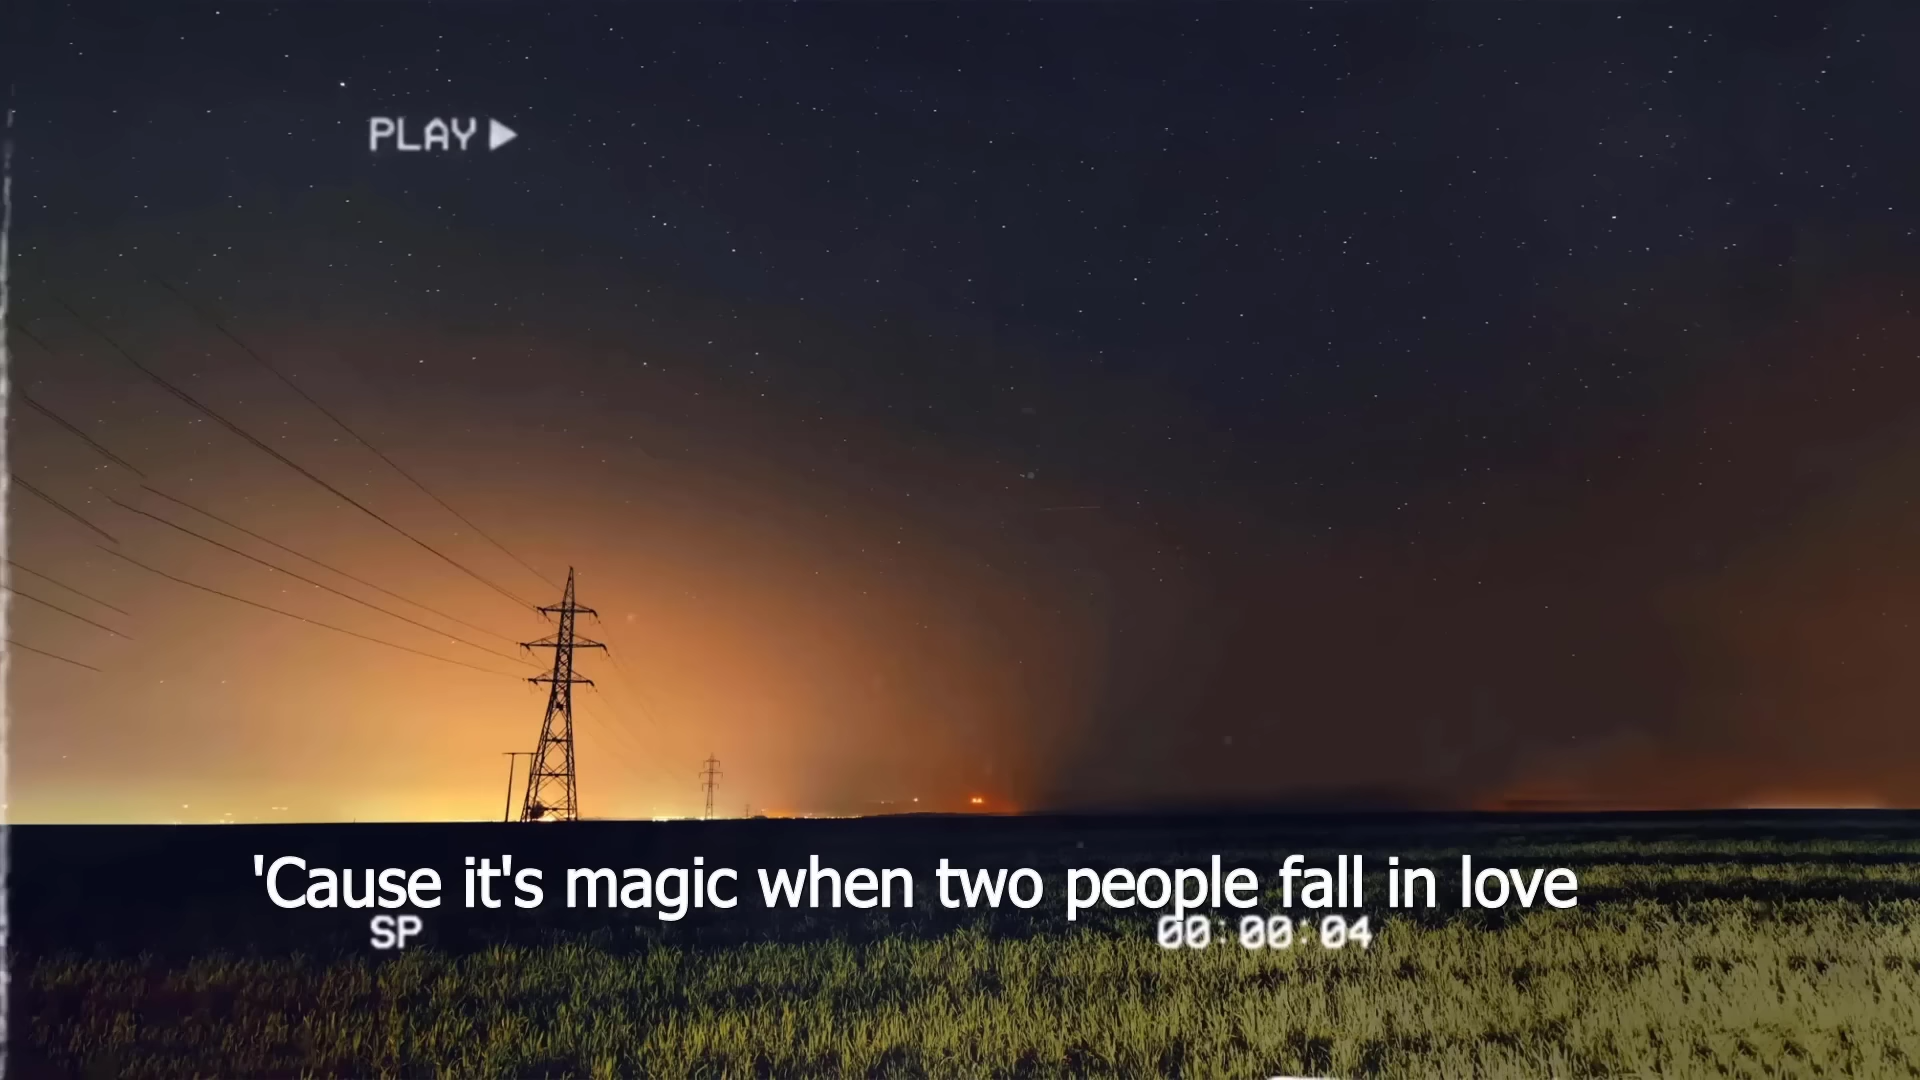 PLAY ▶
'Cause it's magic when two people fall in love
SP
00:00:04